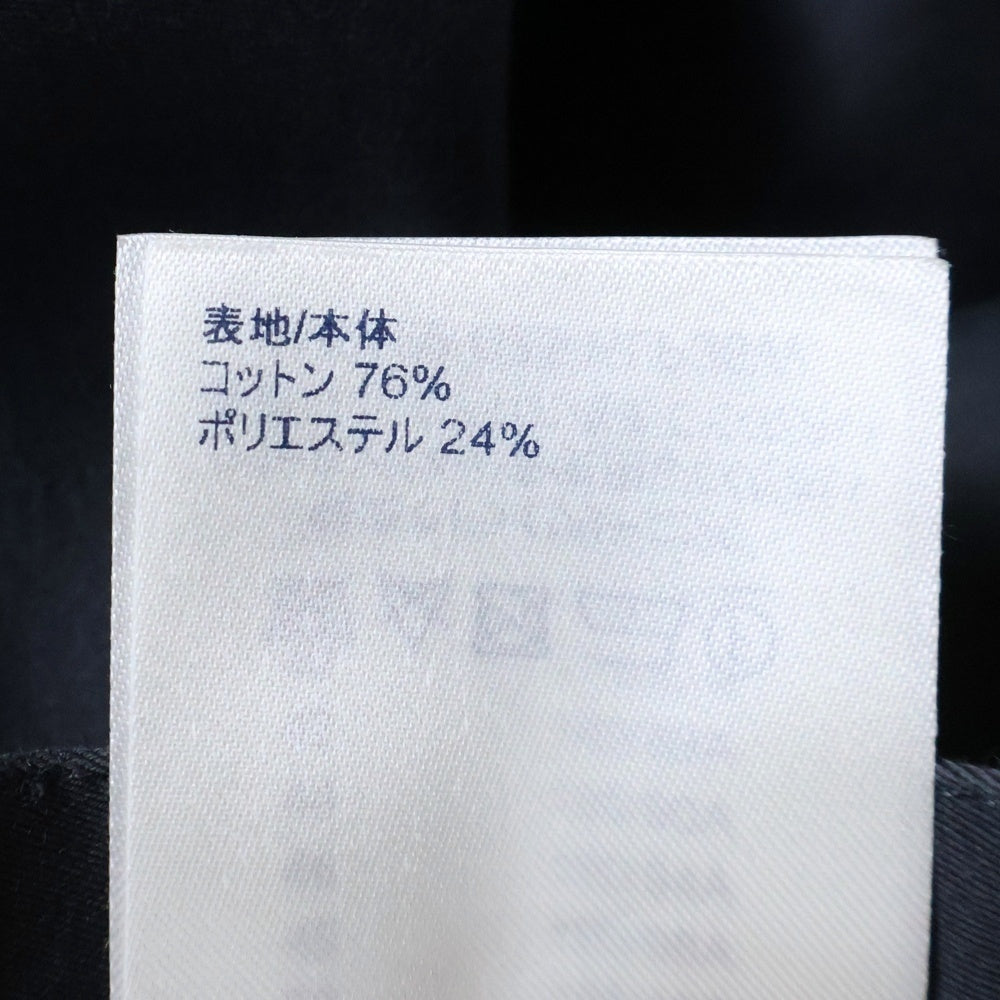 表地/本体
コットン 76%
ポリエステル 24%